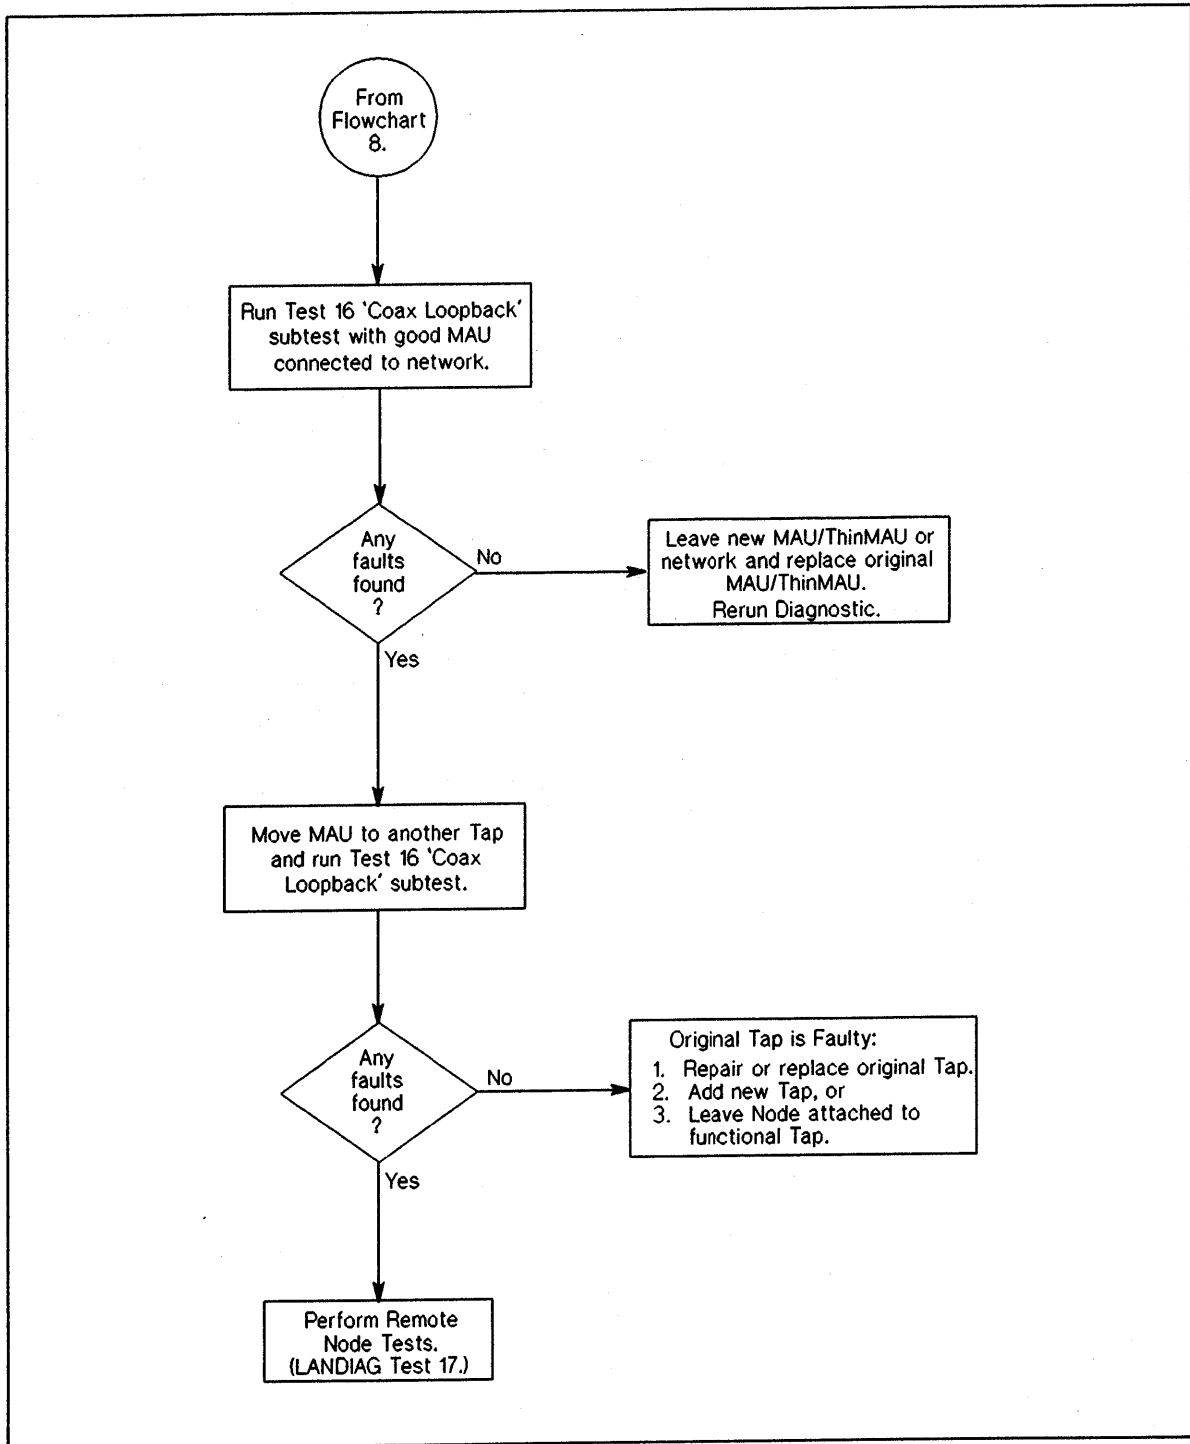 From
Flowchart
8.
Run Test 16 'Coax Loopback'
subtest with good MAU
connected to network.
Any
faults
found
?
No
Leave new MAU/ThinMAU or
network and replace original
MAU/ThinMAU.
Rerun Diagnostic.
Yes
Move MAU to another Tap
and run Test 16 'Coax
Loopback' subtest.
Any
faults
found
?
No
Original Tap is Faulty:
1. Repair or replace original Tap.
2. Add new Tap, or
3. Leave Node attached to
functional Tap.
Yes
Perform Remote
Node Tests.
(LANDIAG Test 17.)